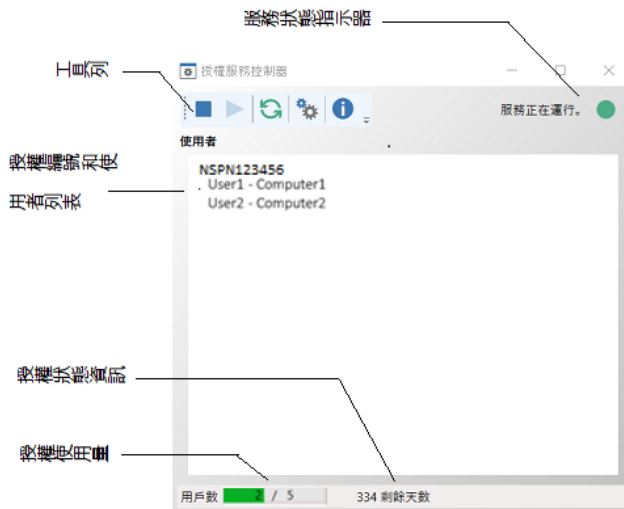 服務狀態指示器
工具列
授權服務控制器
服務正在運行。
使用者
授權編號和使
用者列表
NSPN123456
User1 - Computer1
User2 - Computer2
授權狀態資訊
授權使用量
用戶數 2 / 5 334 剩餘天數